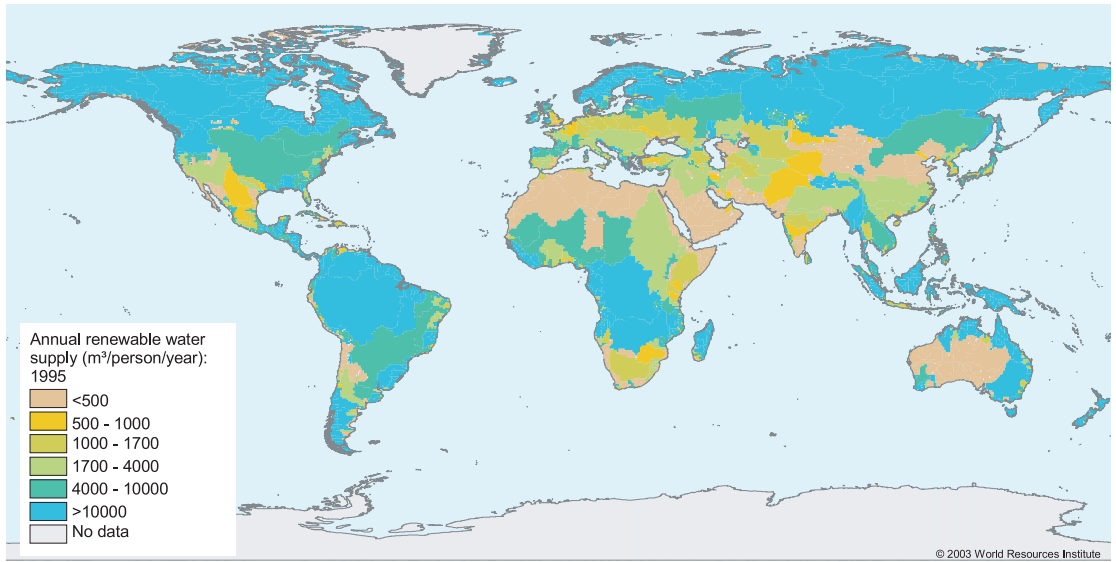 Annual renewable water
supply (m³/person/year):
1995
<500
500 - 1000
1000 - 1700
1700 - 4000
4000 - 10000
>10000
No data
© 2003 World Resources Institute